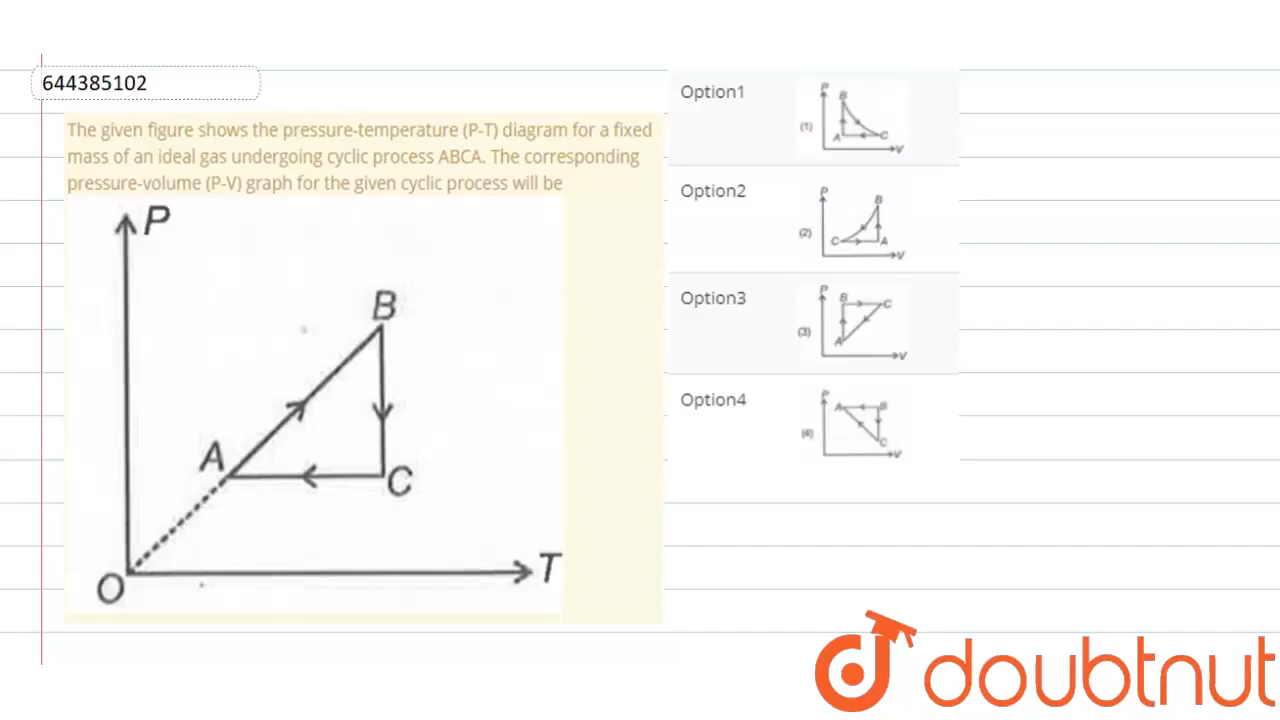 644385102
The given figure shows the pressure-temperature (P-T) diagram for a fixed
mass of an ideal gas undergoing cyclic process ABCA. The corresponding
pressure-volume (P-V) graph for the given cyclic process will be
P
B
A
C
O
T
Option1
(1)
P
B
A
C
V
Option2
(2)
P
B
C
A
V
Option3
(3)
P
B
C
A
V
Option4
(4)
P
A
B
C
V
doubtnut